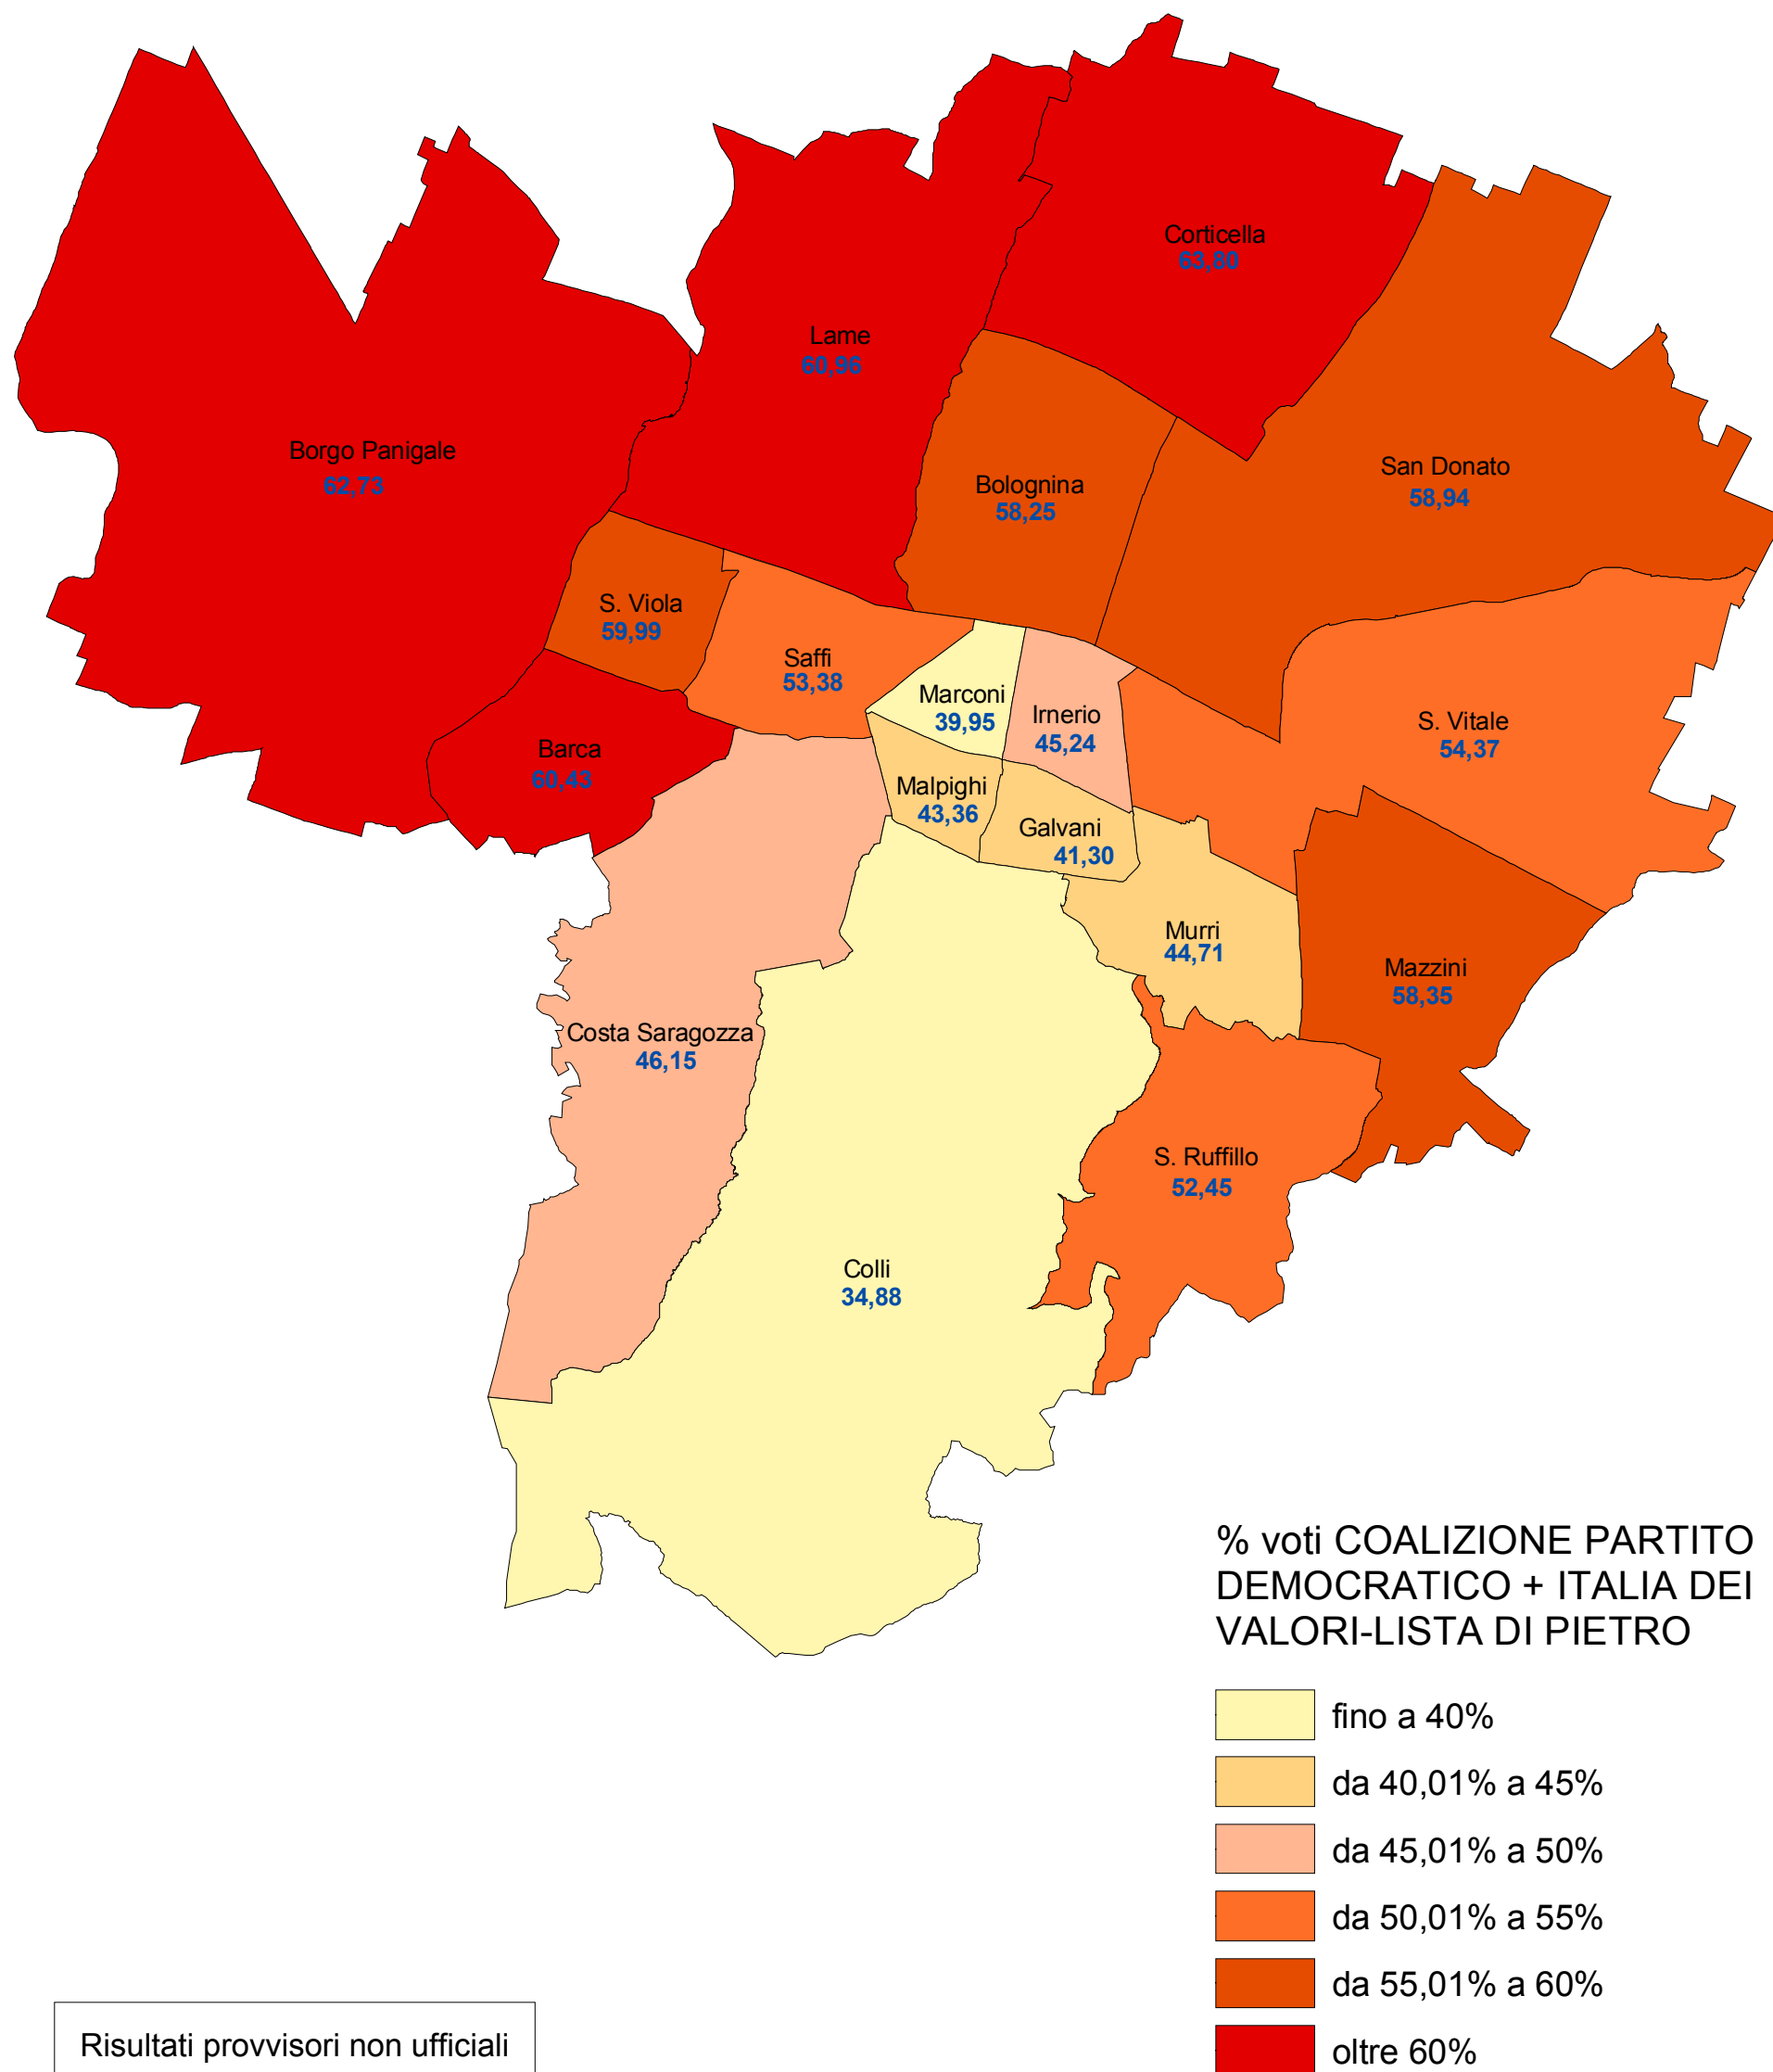 Corticella
63,80
Lame
60,96
Borgo Panigale
62,73
San Donato
58,94
Bolognina
58,25
S. Viola
59,99
Saffi
53,38
Marconi
39,95
Irnerio
45,24
S. Vitale
54,37
Barca
60,43
Malpighi
43,36
Galvani
41,30
Murri
44,71
Mazzini
58,35
Costa Saragozza
46,15
S. Ruffillo
52,45
Colli
34,88
% voti COALIZIONE PARTITO
DEMOCRATICO + ITALIA DEI
VALORI-LISTA DI PIETRO
fino a 40%
da 40,01% a 45%
da 45,01% a 50%
da 50,01% a 55%
da 55,01% a 60%
oltre 60%
Risultati provvisori non ufficiali